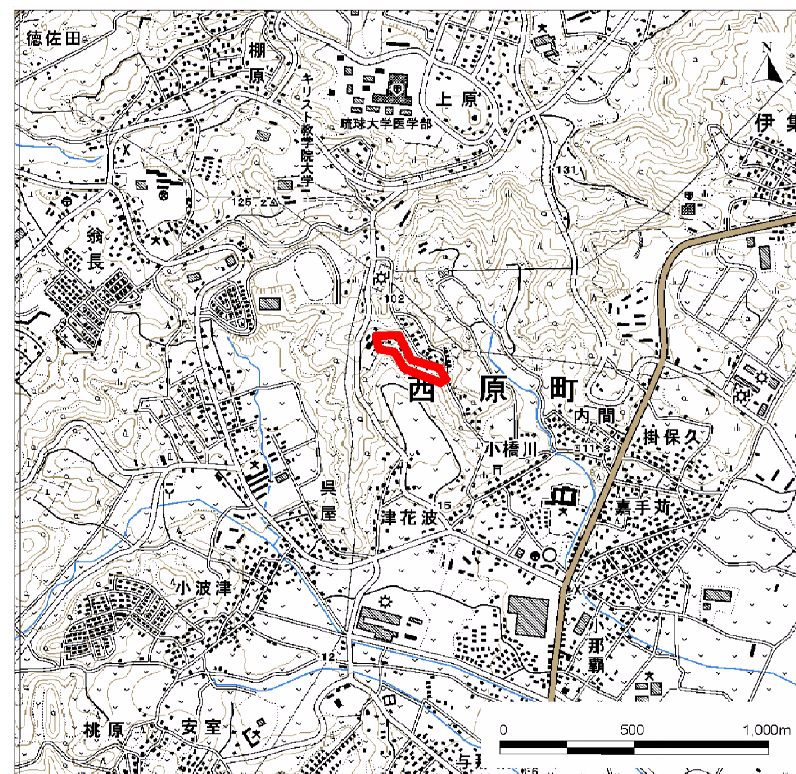 徳佐田
棚原
上原
琉球大学医学部
キリスト教学院大学
伊集
N
131
翁長
125.2
102
西原町
内間
掛保久
小橋川
11.3
嘉手苅
呉屋
津花波
15
小波津
小那覇
12
桃原
安室
0 500 1,000m